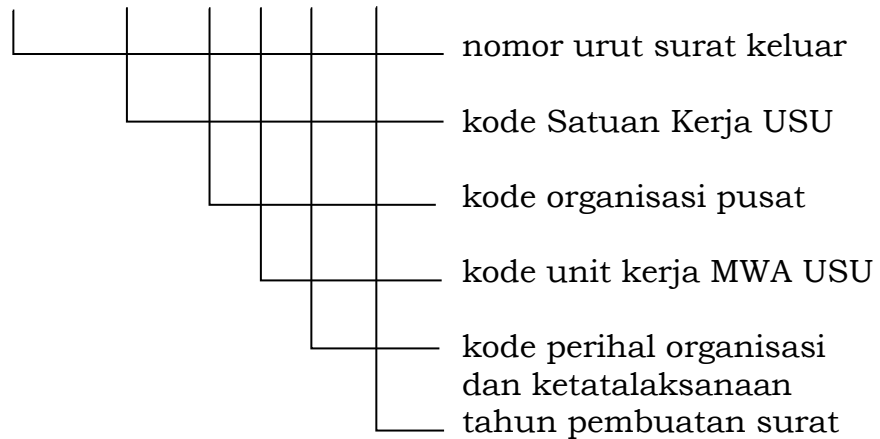 nomor urut surat keluar
kode Satuan Kerja USU
kode organisasi pusat
kode unit kerja MWA USU
kode perihal organisasi
dan ketatalaksanaan
tahun pembuatan surat